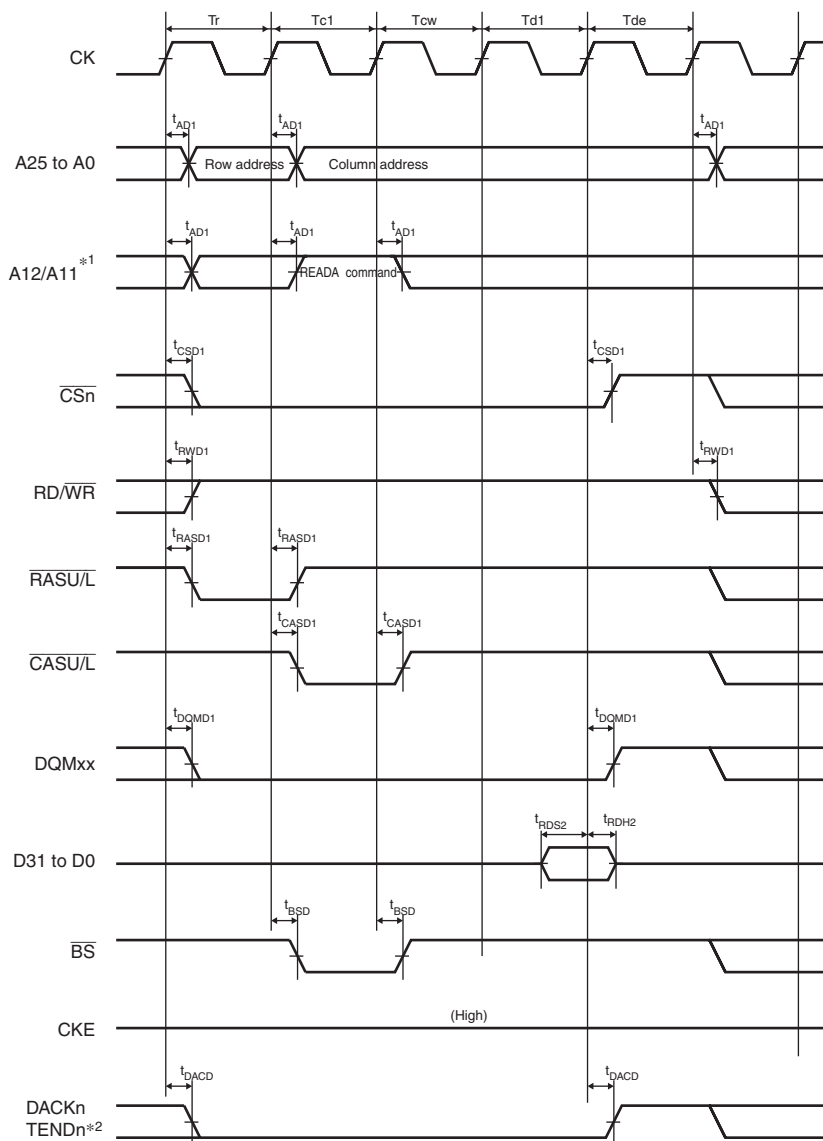 Tr Tc1 Tcw Td1 Tde
CK
tAD1 tAD1 tAD1
A25 to A0 Row address Column address
tAD1 tAD1 tAD1
A12/A11*1 READA command
tCSD1 tCSD1
CSn
tRWD1 tRWD1
RD/WR
tRASD1 tRASD1
RASU/L
tCASD1 tCASD1
CASU/L
tDQMD1 tDQMD1
DQMxx
tRDS2 tRDH2
D31 to D0
tBSD tBSD
BS
(High)
CKE
tDACD tDACD
DACKn
TENDn*2